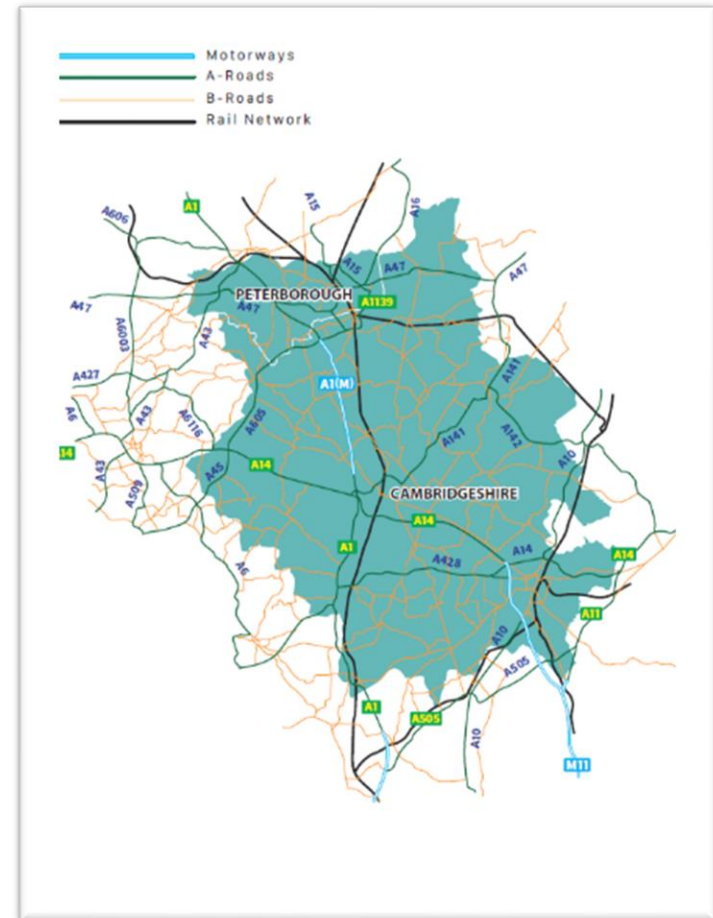 Motorways
A-Roads
B-Roads
Rail Network
A606
A1
A15
A16
A15
A47
A47
PETERBOROUGH
A1139
A47
A47
A6003
A43
A141
A427
A1(M)
A6
A43
A6116
A605
A141
A142
A14
A43
A509
A45
A14
A10
CAMBRIDGESHIRE
A14
A1
A14
A14
A6
A428
A11
A10
A505
A1
A505
A10
M11